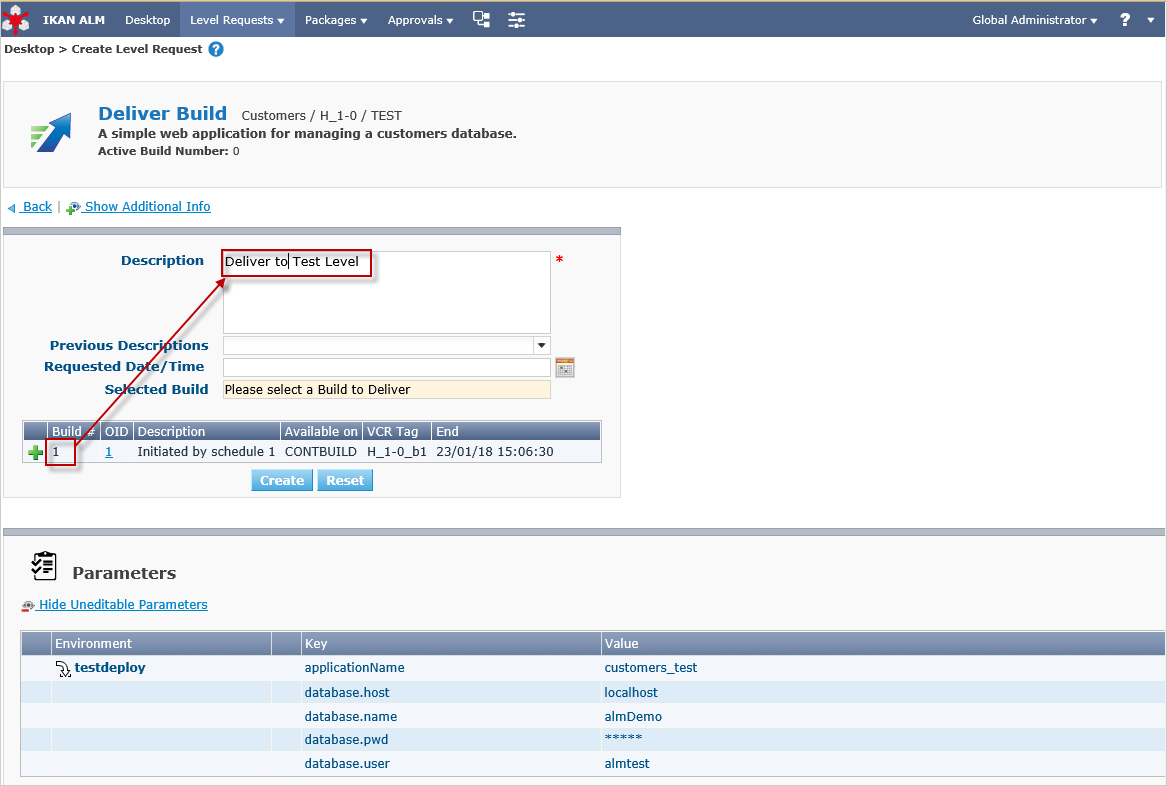 IKAN ALM Desktop Level Requests Packages Approvals Global Administrator ?
Desktop > Create Level Request ?
Deliver Build Customers / H_1-0 / TEST
A simple web application for managing a customers database.
Active Build Number: 0
Back | Show Additional Info
Description Deliver to Test Level *
Previous Descriptions
Requested Date/Time
Selected Build Please select a Build to Deliver
Build # OID Description Available on VCR Tag End
1 1 Initiated by schedule 1 CONTBUILD H_1-0_b1 23/01/18 15:06:30
Create Reset
Parameters
Hide Uneditable Parameters
Environment Key Value
testdeploy applicationName customers_test
database.host localhost
database.name almDemo
database.pwd *****
database.user almtest